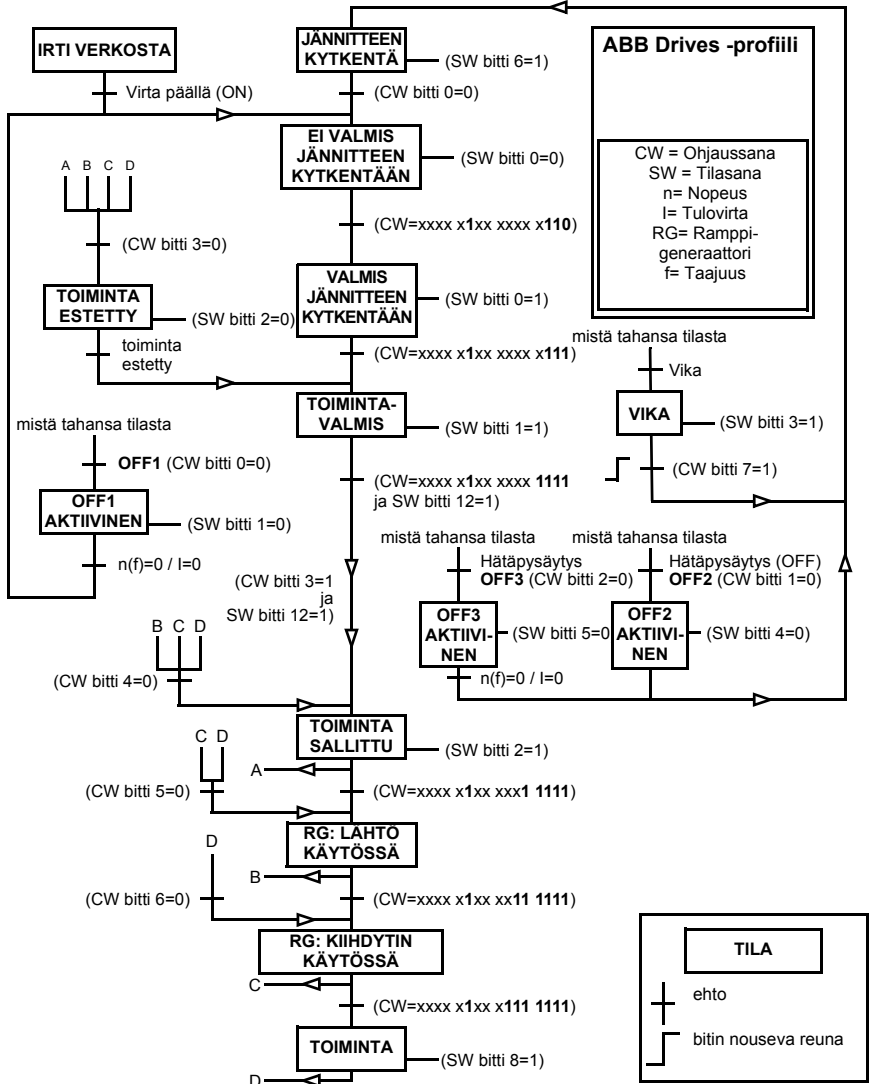 IRTI VERKOSTA
Virta päällä (ON)
JÄNNITTEEN
KYTKENTÄ
(SW bitti 6=1)
(CW bitti 0=0)
EI VALMIS
JÄNNITTEEN
KYTKENTÄÄN
(SW bitti 0=0)
ABB Drives -profiili
CW = Ohjaussana
SW = Tilasana
n= Nopeus
I= Tulovirta
RG= Ramppi-
generaattori
f= Taajuus
A B C D
(CW bitti 3=0)
(CW=xxxx x1xx xxxx x110)
TOIMINTA
ESTETTY
(SW bitti 2=0)
toiminta
estetty
VALMIS
JÄNNITTEEN
KYTKENTÄÄN
(SW bitti 0=1)
(CW=xxxx x1xx xxxx x111)
mistä tahansa tilasta
Vika
VIKA
(SW bitti 3=1)
(CW bitti 7=1)
TOIMINTA-
VALMIS
(SW bitti 1=1)
mistä tahansa tilasta
OFF1 (CW bitti 0=0)
OFF1
AKTIIVINEN
(SW bitti 1=0)
n(f)=0 / I=0
(CW=xxxx x1xx xxxx 1111
ja SW bitti 12=1)
(CW bitti 3=1
ja
SW bitti 12=1)
mistä tahansa tilasta
Hätäpysäytys
OFF3 (CW bitti 2=0)
OFF3
AKTIIVI-
NEN
(SW bitti 5=0
n(f)=0 / I=0
mistä tahansa tilasta
Hätäpysäytys (OFF)
OFF2 (CW bitti 1=0)
OFF2
AKTIIVI-
NEN
(SW bitti 4=0)
B C D
(CW bitti 4=0)
TOIMINTA
SALLITTU
(SW bitti 2=1)
C D
A
(CW bitti 5=0)
(CW=xxxx x1xx xxx1 1111)
RG: LÄHTÖ
KÄYTÖSSÄ
D
B
(CW bitti 6=0)
(CW=xxxx x1xx xx11 1111)
RG: KIIHDYTIN
KÄYTÖSSÄ
C
(CW=xxxx x1xx x111 1111)
TOIMINTA
(SW bitti 8=1)
D
TILA
ehto
bitin nouseva reuna